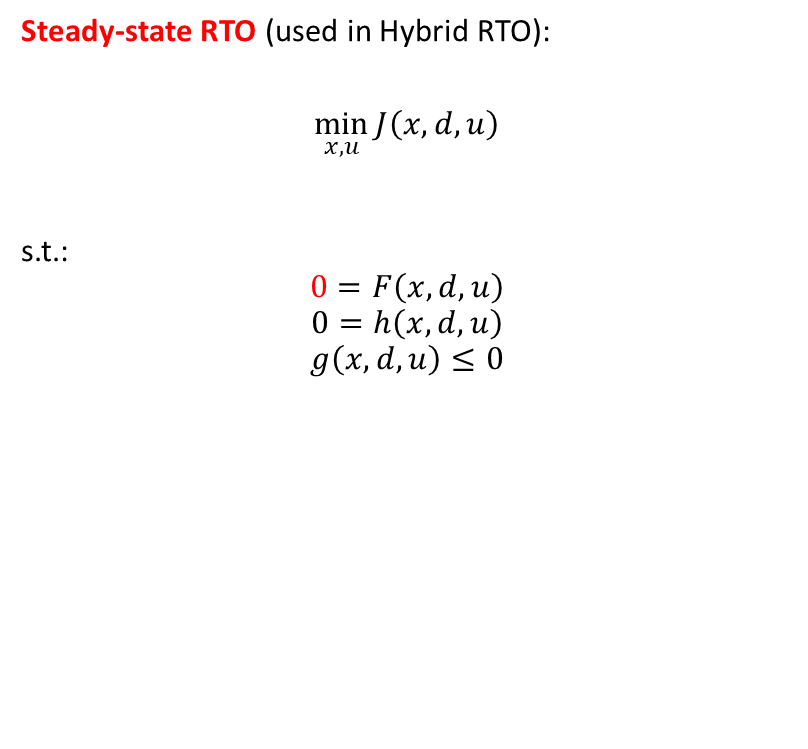 Steady-state RTO (used in Hybrid RTO):
min J(x, d, u)
x,u
s.t.:
0 = F(x, d, u)
0 = h(x, d, u)
g(x, d, u) ≤ 0